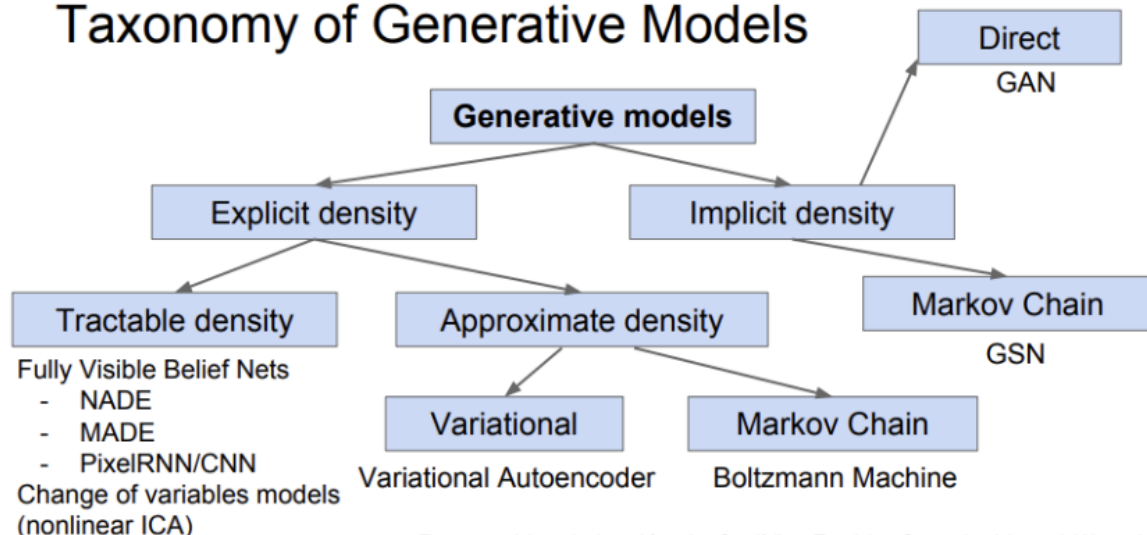 Taxonomy of Generative Models
Direct
GAN
Generative models
Explicit density
Implicit density
Tractable density
Approximate density
Markov Chain
GSN
Fully Visible Belief Nets
- NADE
- MADE
- PixelRNN/CNN
Change of variables models
(nonlinear ICA)
Variational
Variational Autoencoder
Markov Chain
Boltzmann Machine